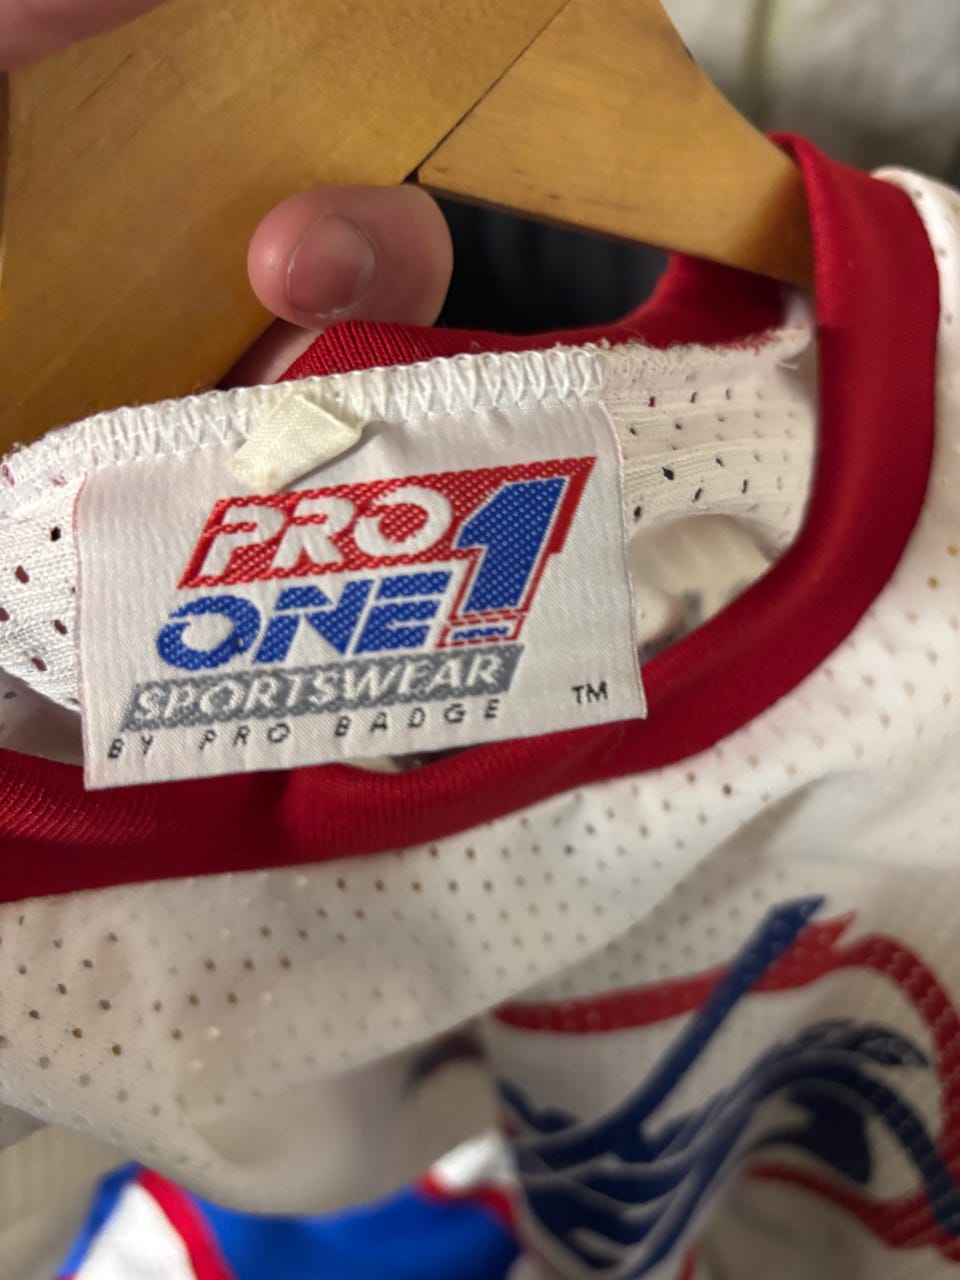 PRO
ONE 1
SPORTSWEAR
BY PRO BADGE TM